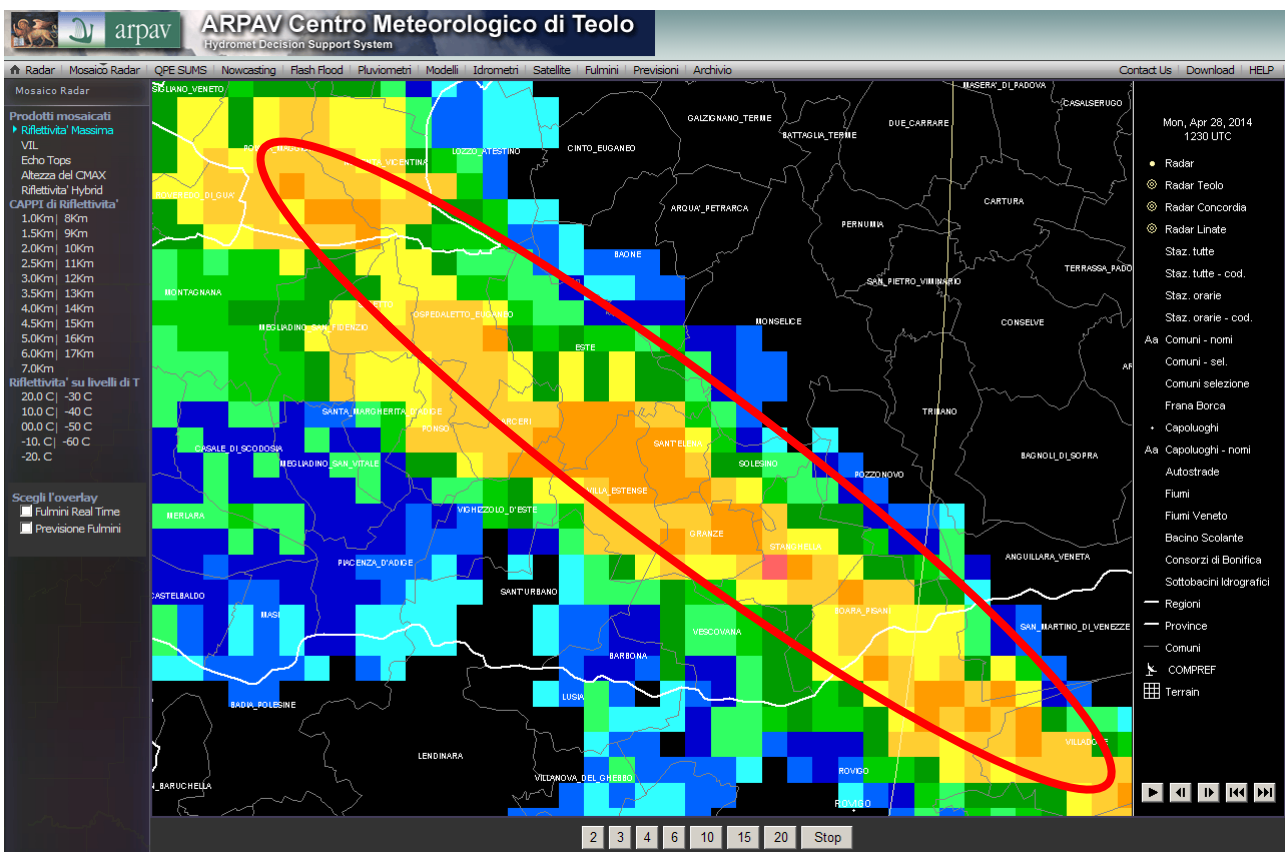 arpav
ARPAV Centro Meteorologico di Teolo
Hydromet Decision Support System
Radar Mosaico Radar QPE SUMS Nowcasting Flash Flood Pluviometri Modelli Idrometri Satellite Fulmini Previsioni Archivio Contact Us Download HELP
Mosaico Radar
Prodotti mosaicati
Riflettivita' Massima
VIL
Echo Tops
Altezza del CMAX
Riflettivita' Hybrid
CAPPI di Riflettivita'
1.0Km| 8Km
1.5Km| 9Km
2.0Km| 10Km
2.5Km| 11Km
3.0Km| 12Km
3.5Km| 13Km
4.0Km| 14Km
4.5Km| 15Km
5.0Km| 16Km
6.0Km| 17Km
7.0Km
Riflettivita' su livelli di T
20.0 C| -30 C
10.0 C| -40 C
00.0 C| -50 C
-10. C| -60 C
-20. C
Scegli l'overlay
Fulmini Real Time
Previsione Fulmini
SIGLIANO_VENETO
MASERA'_DI_PADOVA
CASALSERUGO
GALZIGNANO_TERME
BATTAGLIA_TERME
DUE_CARRARE
CINTO_EUGANEO
LOZZO_ATESTINO
CARTURA
ARQUA'_PETRARCA
PERNUMIA
BAONE
TERRASSA_PADO
SAN_PIETRO_VIMINARIO
MONTAGNANA
OSPEDALETTO_EUGANEO
MEGLIADINO_SAN_FIDENZIO
MONSELICE
CONSELVE
ESTE
SANTA_MARGHERITA_D'ADIGE
PONSO
TRIBANO
CASALE_DI_SCODOSIA
MEGLIADINO_SAN_VITALE
SANT'ELENA
SOLESINO
POZZONOVO
BAGNOLI_DI_SOPRA
VILLA_ESTENSE
MERLARA
VIGHIZZOLO_D'ESTE
GRANZE
STANGHELLA
ANGUILLARA_VENETA
PIACENZA_D'ADIGE
CASTELBALDO
SANT'URBANO
MASI
BOARA_PISANI
VESCOVANA
SAN_MARTINO_DI_VENEZZE
BARBONA
LUSIA
BADIA_POLESINE
LENDINARA
VILLANOVA_DEL_GHEBBO
ROVIGO
ROVIGO
N_BARUCHELLA
Mon, Apr 28, 2014
1230 UTC
Radar
Radar Teolo
Radar Concordia
Radar Linate
Staz. tutte
Staz. tutte - cod.
Staz. orarie
Staz. orarie - cod.
Aa Comuni - nomi
Comuni - sel.
Comuni selezione
Frana Borca
Capoluoghi
Aa Capoluoghi - nomi
Autostrade
Fiumi
Fiumi Veneto
Bacino Scolante
Consorzi di Bonifica
Sottobacini Idrografici
Regioni
Province
Comuni
COMPREF
Terrain
2 3 4 6 10 15 20 Stop